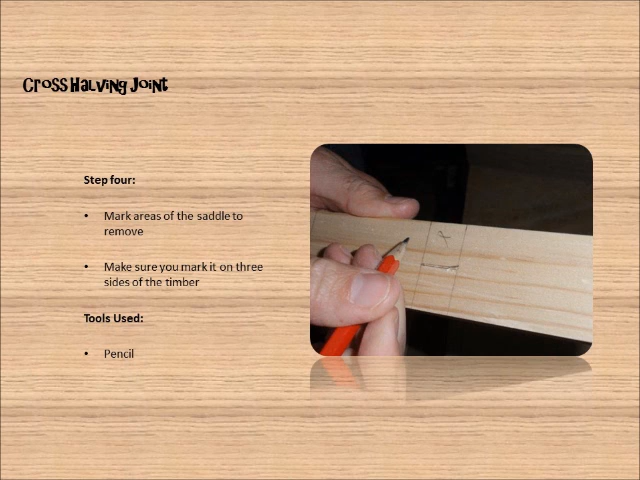 Cross Halving Joint
Step four:
• Mark areas of the saddle to
remove
• Make sure you mark it on three
sides of the timber
Tools Used:
• Pencil